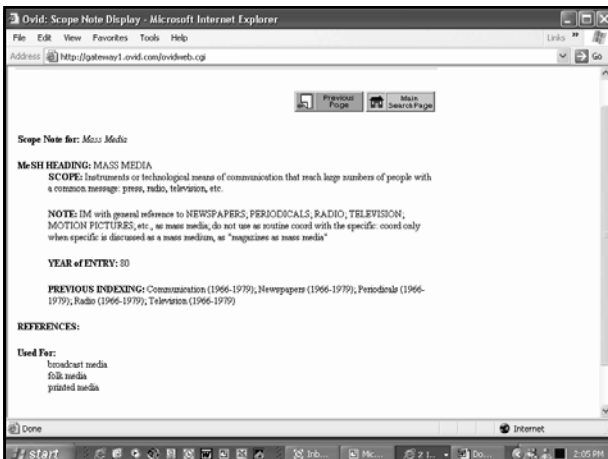 Ovid: Scope Note Display - Microsoft Internet Explorer
File Edit View Favorites Tools Help Links »
Address http://gateway1.ovid.com/ovidweb.cgi Go
Previous Page
Main Search Page
Scope Note for: Mass Media
MeSH HEADING: MASS MEDIA
SCOPE: Instruments or technological means of communication that reach large numbers of people with
a common message: press, radio, television, etc.
NOTE: IM with general reference to NEWSPAPERS; PERIODICALS; RADIO; TELEVISION;
MOTION PICTURES; etc., as mass media; do not use as routine coord with the specific: coord only
when specific is discussed as a mass medium, as "magazines as mass media"
YEAR of ENTRY: 80
PREVIOUS INDEXING: Communication (1966-1979); Newspapers (1966-1979); Periodicals (1966-
1979); Radio (1966-1979); Television (1966-1979)
REFERENCES:
Used For:
broadcast media
folk media
printed media
Done Internet
start Inb... Mc... Do... 2:05 PM